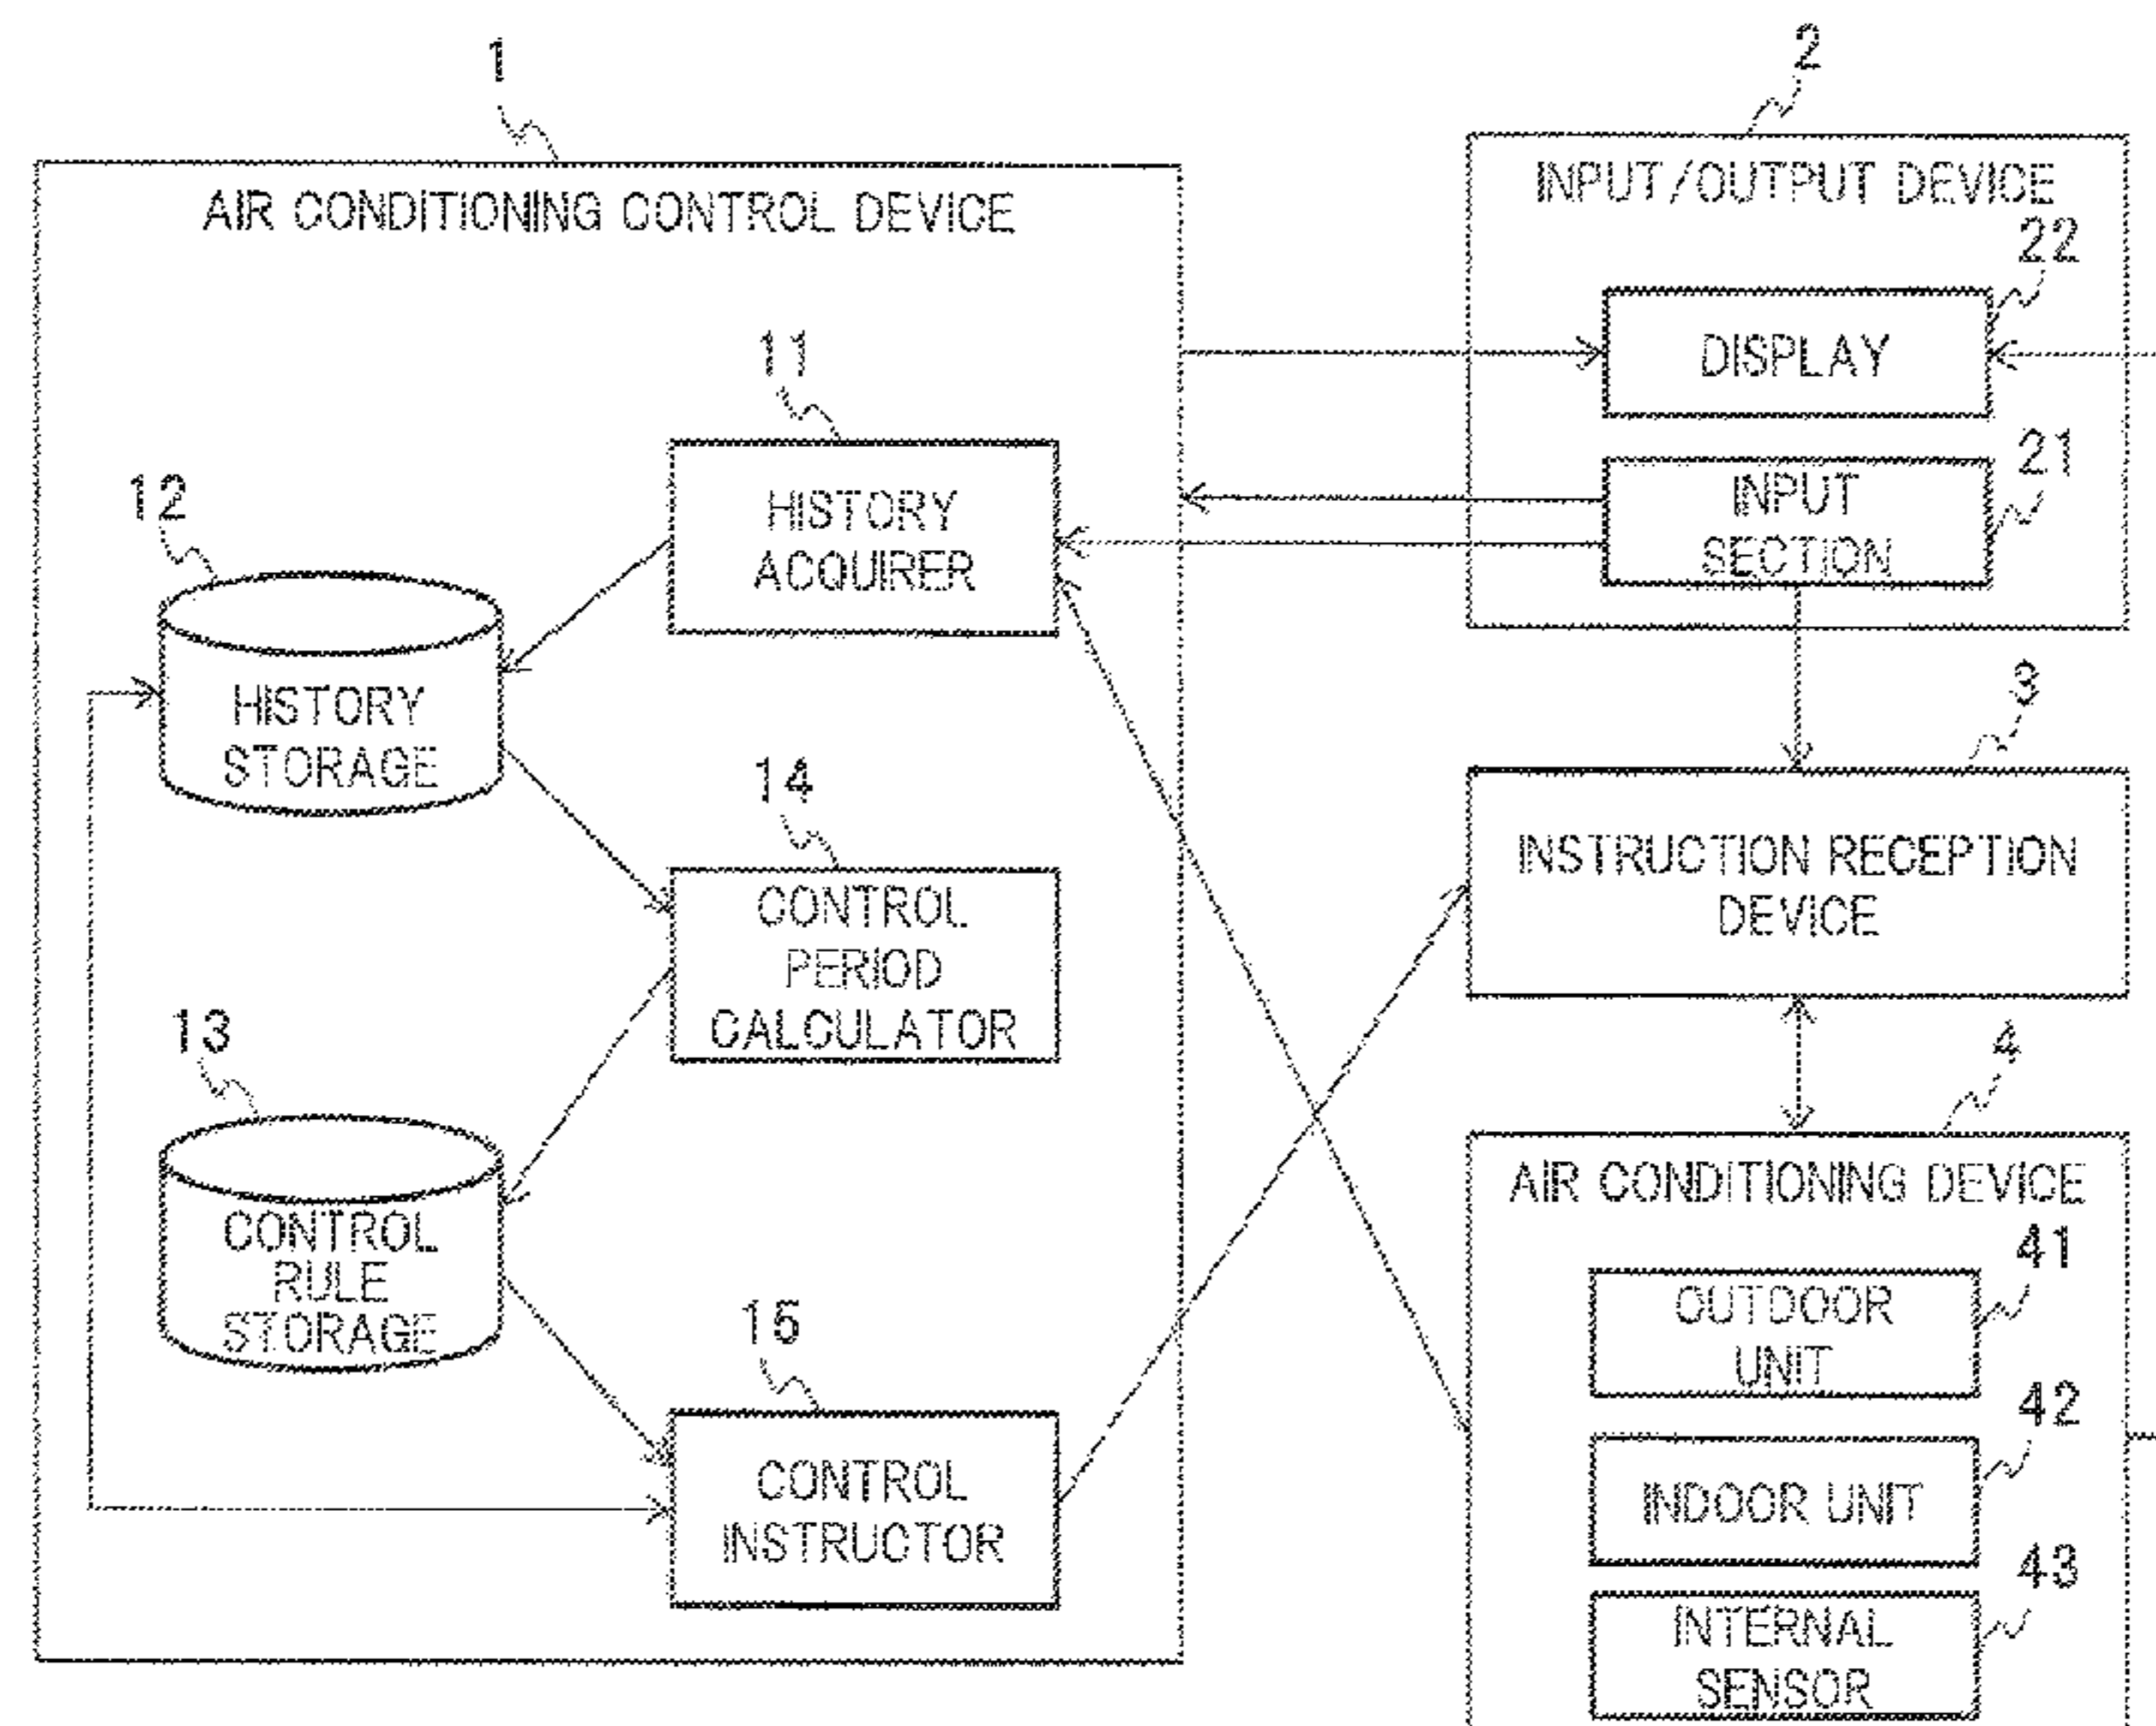 1
2
AIR CONDITIONING CONTROL DEVICE
INPUT/OUTPUT DEVICE
22
DISPLAY
11
21
HISTORY
ACQUIRER
INPUT
SECTION
12
HISTORY
STORAGE
3
14
INSTRUCTION RECEPTION
DEVICE
CONTROL
PERIOD
CALCULATOR
13
4
CONTROL
RULE
STORAGE
AIR CONDITIONING DEVICE
41
OUTDOOR
UNIT
15
42
CONTROL
INSTRUCTOR
INDOOR UNIT
43
INTERNAL
SENSOR